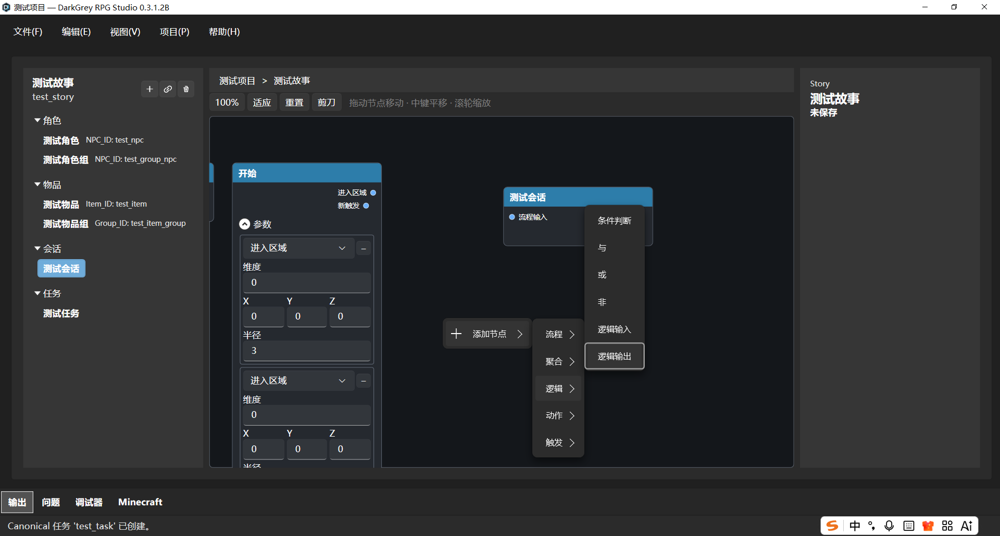 测试项目 — DarkGrey RPG Studio 0.3.1.2B
文件(F) 编辑(E) 视图(V) 项目(P) 帮助(H)
测试故事
test_story
角色
测试角色 NPC_ID: test_npc
测试角色组 NPC_ID: test_group_npc
物品
测试物品 Item_ID: test_item
测试物品组 Group_ID: test_item_group
会话
测试会话
任务
测试任务
测试项目 > 测试故事
100% 适应 重置 剪刀 拖动节点移动 · 中键平移 · 滚轮缩放
开始
进入区域
新触发
参数
进入区域
维度
0
X Y Z
0 0 0
半径
3
进入区域
维度
0
X Y Z
0 0 0
半径
测试会话
流程输入
添加节点
流程
聚合
逻辑
动作
触发
条件判断
与
或
非
逻辑输入
逻辑输出
Story
测试故事
未保存
输出 问题 调试器 Minecraft
Canonical 任务 'test_task' 已创建。
中